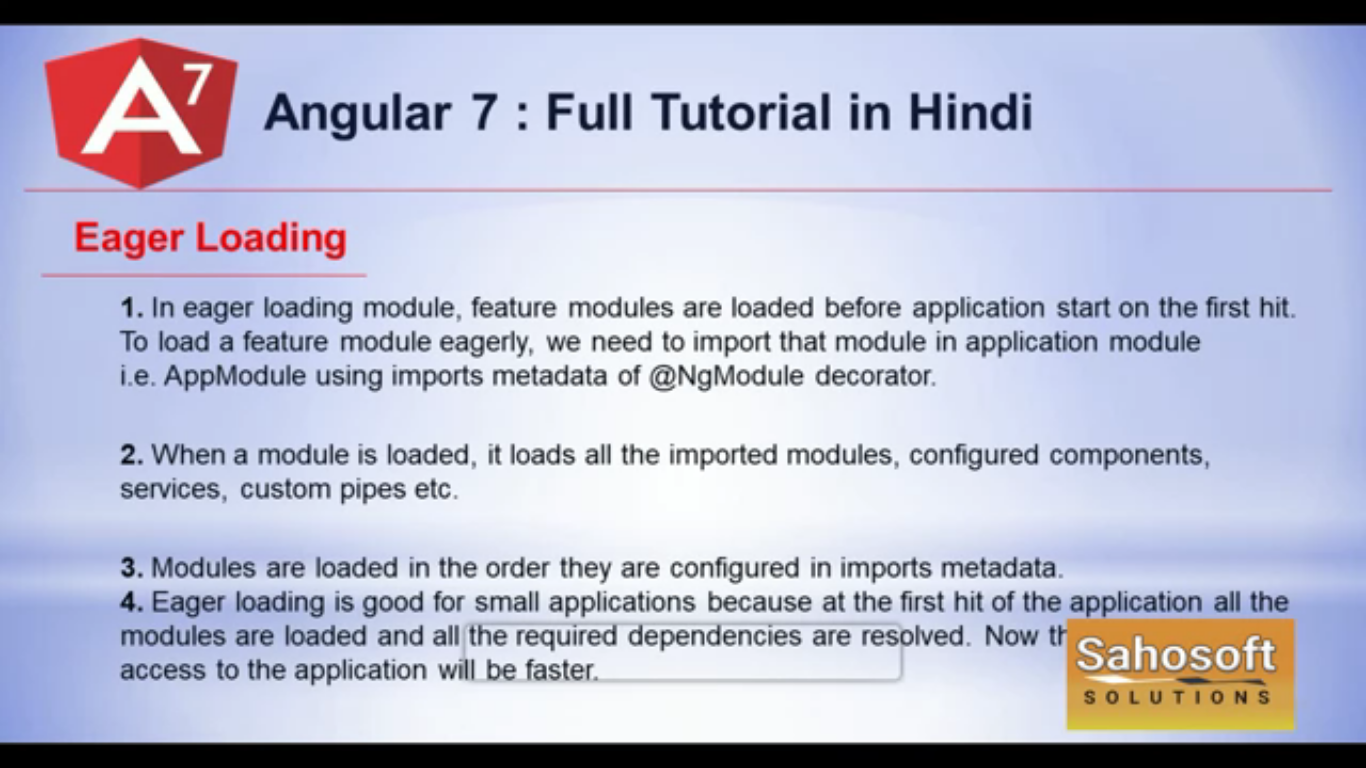 A7
Angular 7 : Full Tutorial in Hindi
Eager Loading
1. In eager loading module, feature modules are loaded before application start on the first hit.
To load a feature module eagerly, we need to import that module in application module
i.e. AppModule using imports metadata of @NgModule decorator.
2. When a module is loaded, it loads all the imported modules, configured components,
services, custom pipes etc.
3. Modules are loaded in the order they are configured in imports metadata.
4. Eager loading is good for small applications because at the first hit of the application all the
modules are loaded and all the required dependencies are resolved. Now
access to the application will be faster.
Sahosoft
SOLUTIONS